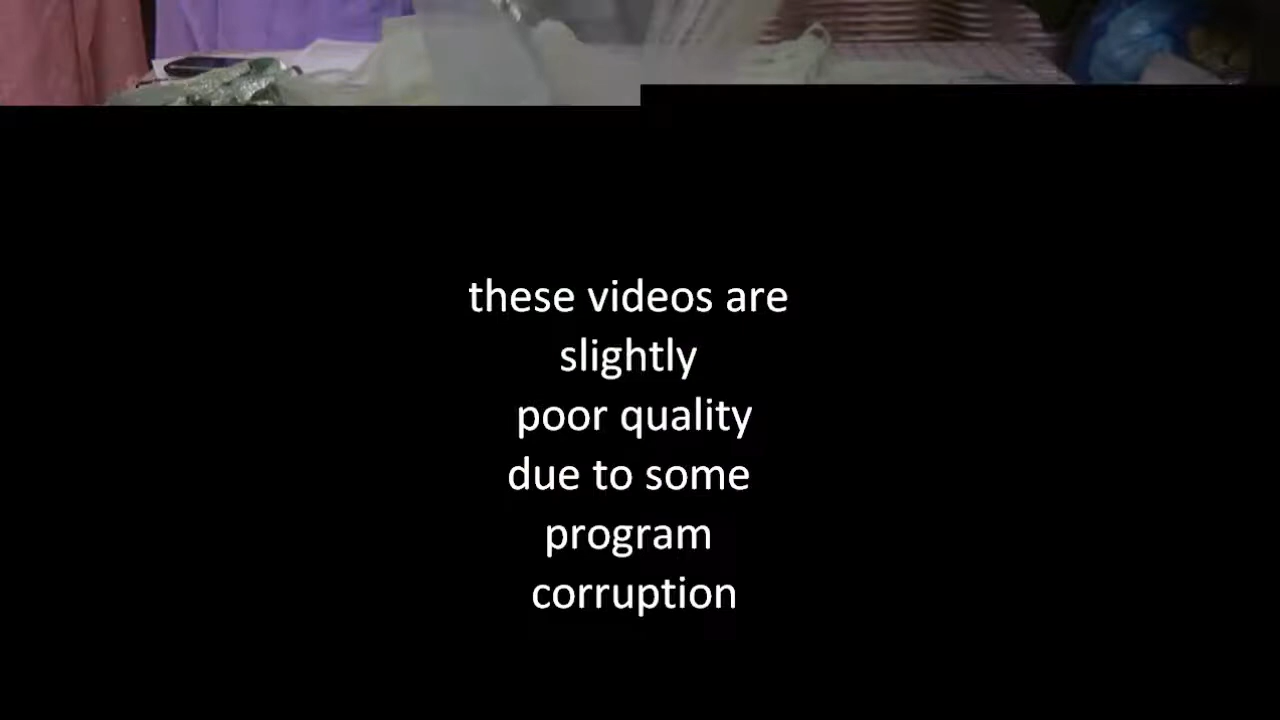 these videos are
slightly
poor quality
due to some
program
corruption